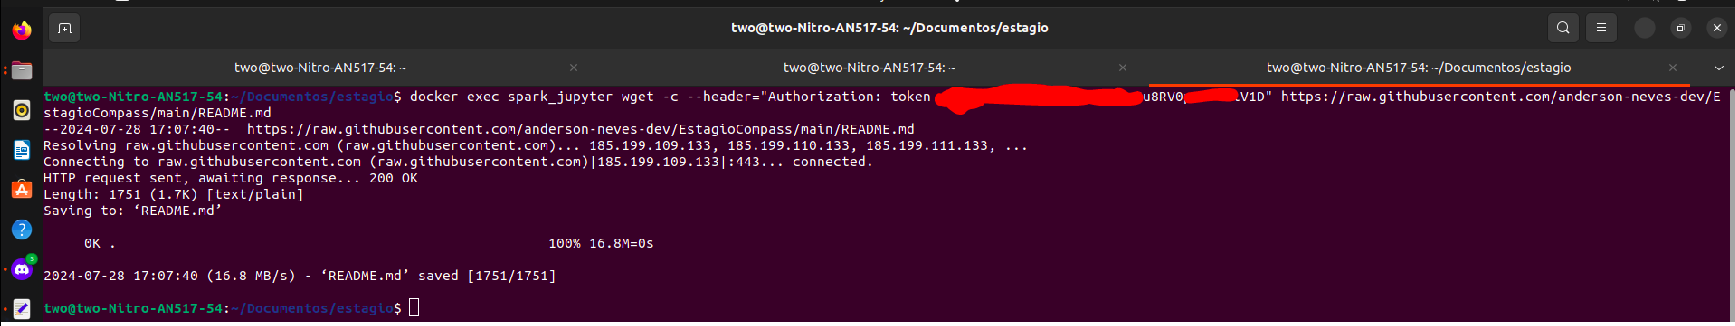 two@two-Nitro-AN517-54: ~/Documentos/estagio
two@two-Nitro-AN517-54: ~
two@two-Nitro-AN517-54: ~
two@two-Nitro-AN517-54: ~/Documentos/estagio
two@two-Nitro-AN517-54:~/Documentos/estagio$ docker exec spark_jupyter wget -c --header="Authorization: token https://raw.githubusercontent.com/anderson-neves-dev/E
stagioCompass/main/README.md
--2024-07-28 17:07:40--  https://raw.githubusercontent.com/anderson-neves-dev/EstagioCompass/main/README.md
Resolving raw.githubusercontent.com (raw.githubusercontent.com)... 185.199.109.133, 185.199.110.133, 185.199.111.133, ...
Connecting to raw.githubusercontent.com (raw.githubusercontent.com)|185.199.109.133|:443... connected.
HTTP request sent, awaiting response... 200 OK
Length: 1751 (1.7K) [text/plain]
Saving to: ‘README.md’
0K . 100% 16.8M=0s
2024-07-28 17:07:40 (16.8 MB/s) - ‘README.md’ saved [1751/1751]
two@two-Nitro-AN517-54:~/Documentos/estagio$